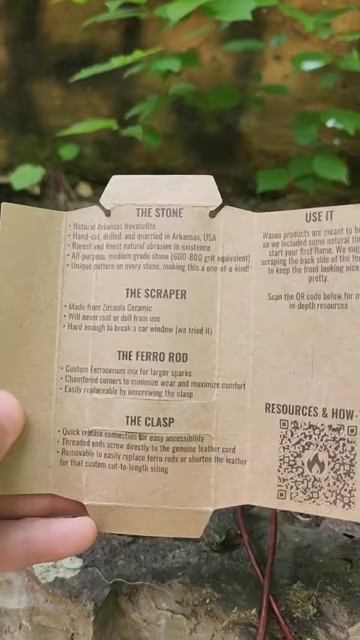 THE STONE
• Natural Arkansas Novaculite
• Hand-cut, drilled, and quarried in Arkansas, USA
• Rarest and finest natural abrasive in existence
• All-purpose, medium grade stone (600-800 grit equivalent)
• Unique pattern on every stone, making this a one-of-a-kind!
THE SCRAPER
• Made from Zirconia Ceramic
• Will never rust or dull from use
• Hard enough to break a car window (we tried it)
THE FERRO ROD
• Custom Ferrocerium mix for larger sparks
• Chamfered corners to minimize wear and maximize comfort
• Easily replaceable by unscrewing the clasp
THE CLASP
• Quick release connection for easy accessibility
• Threaded ends screw directly to the genuine leather cord
• Removable to easily replace ferro rods or shorten the leather
for that custom cut-to-length sizing
USE IT
Wazoo products are meant to be
so we included some natural tin
start your first flame. We sug
scraping the back side of the fe
to keep the front looking nice
pretty.
Scan the QR code below for
in-depth resources
RESOURCES & HOW-